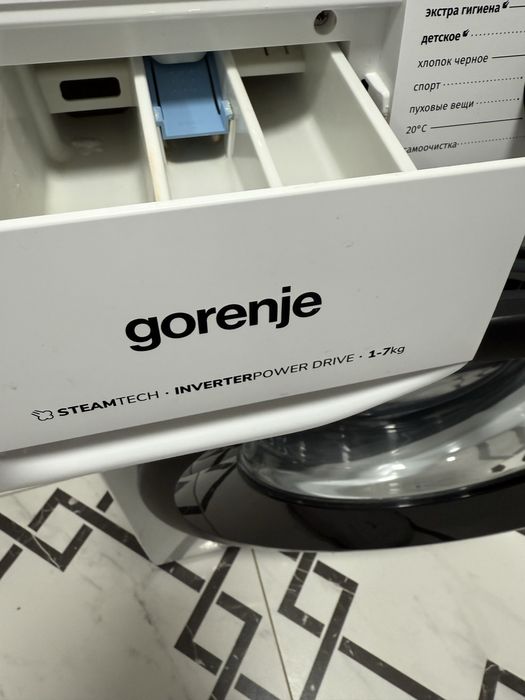 экстра гигиена
детское
хлопок черное
спорт
пуховые вещи
20°C
самоочистка
gorenje
STEAMTECH · INVERTERPOWER DRIVE · 1-7kg